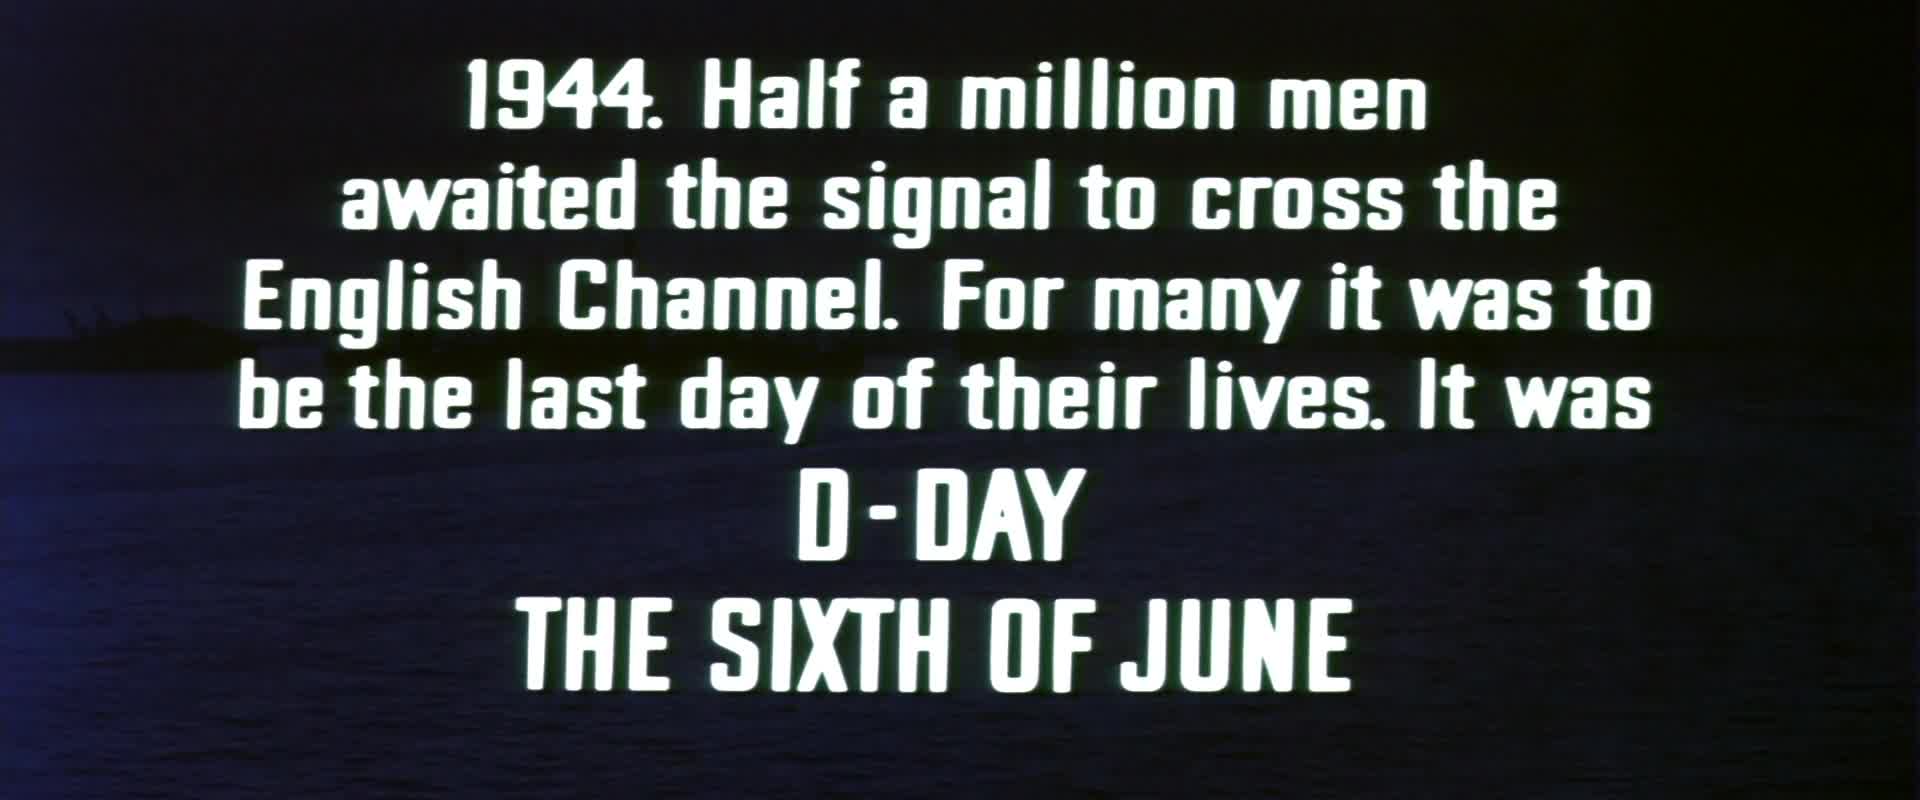 1944. Half a million men
awaited the signal to cross the
English Channel. For many it was to
be the last day of their lives. It was
D-DAY
THE SIXTH OF JUNE